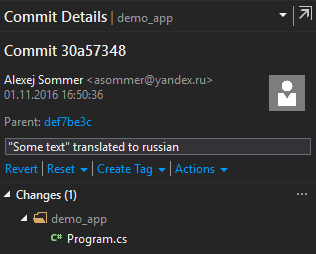 Commit Details | demo_app
Commit 30a57348
Alexej Sommer <asommer@yandex.ru>
01.11.2016 16:50:36
Parent: def7be3c
"Some text" translated to russian
Revert | Reset | Create Tag | Actions
Changes (1) ...
demo_app
C# Program.cs